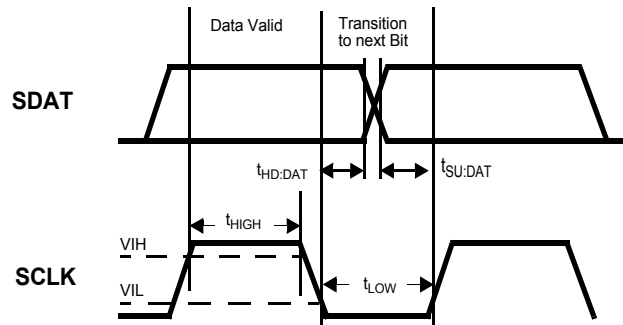 Data Valid
Transition
to next Bit
SDAT
tHD:DAT
tSU:DAT
tHIGH
VIH
SCLK
VIL
tLOW